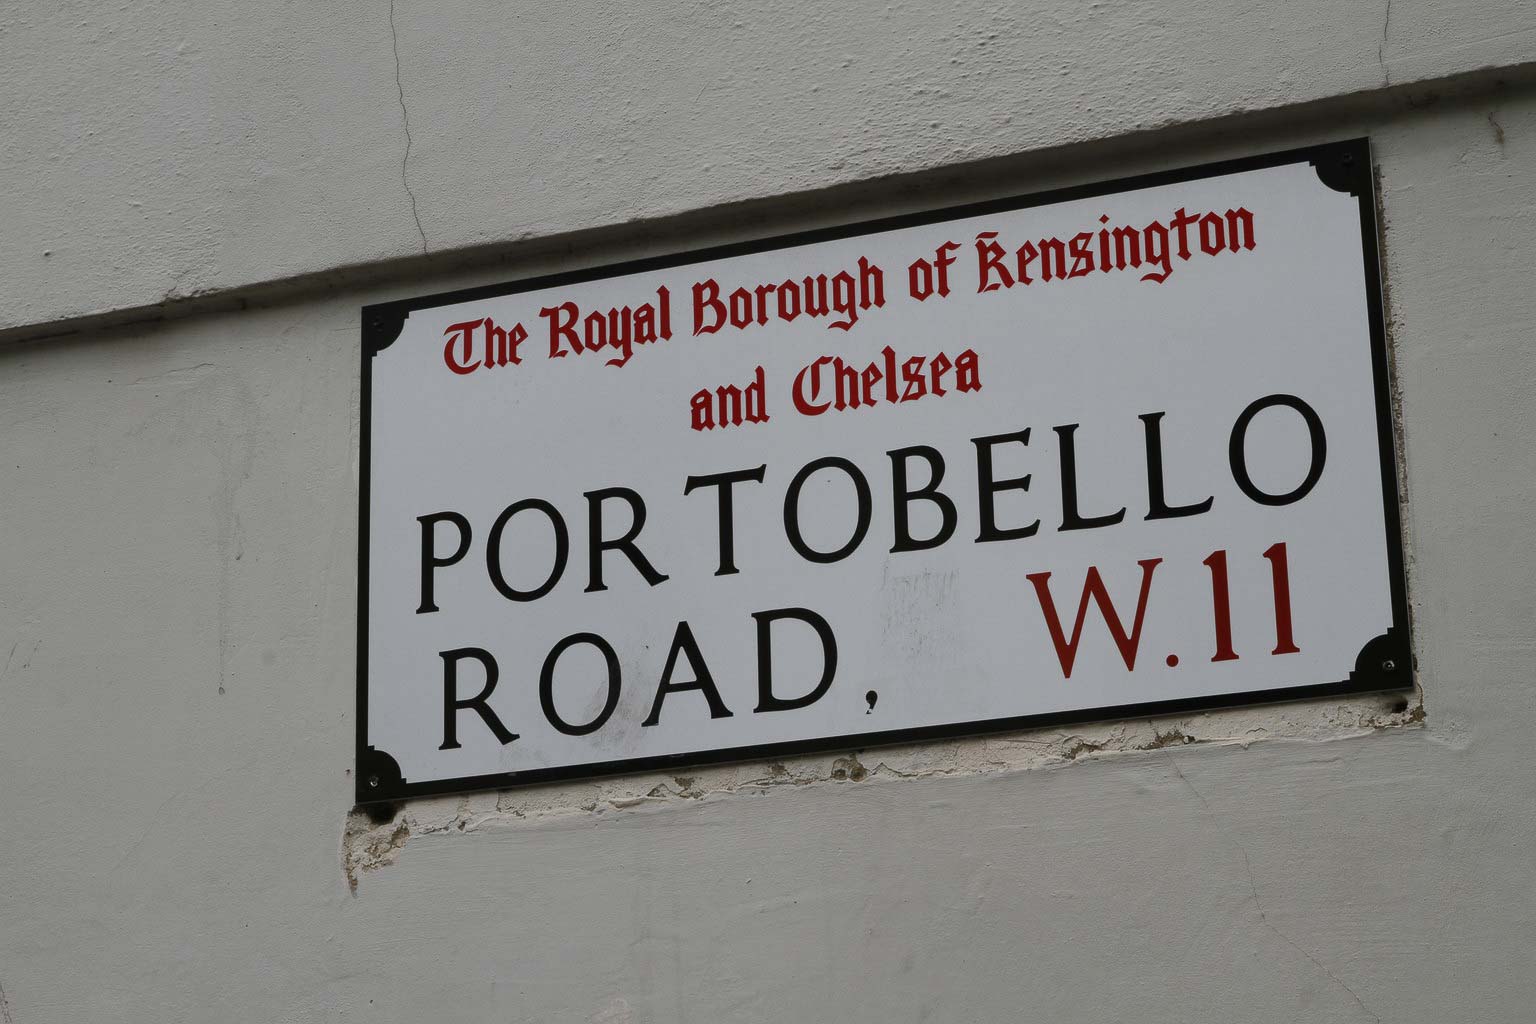 The Royal Borough of Kensington
and Chelsea
PORTOBELLO
ROAD, W.11